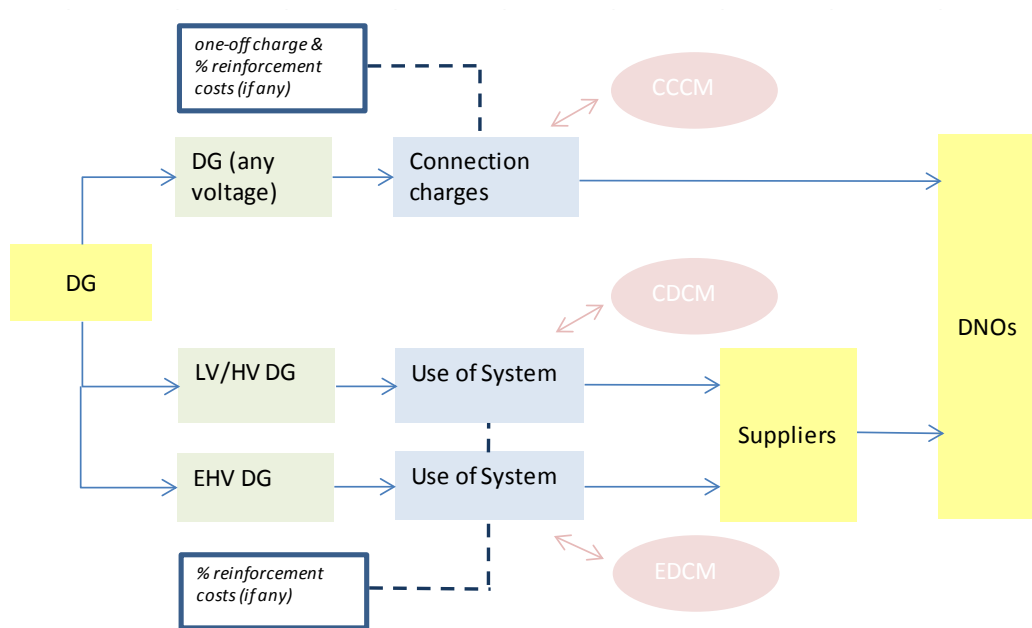 one-off charge &
% reinforcement
costs (if any)
CCCM
DG (any
voltage)
Connection
charges
DG
CDCM
DNOs
LV/HV DG
Use of System
Suppliers
EHV DG
Use of System
% reinforcement
costs (if any)
EDCM